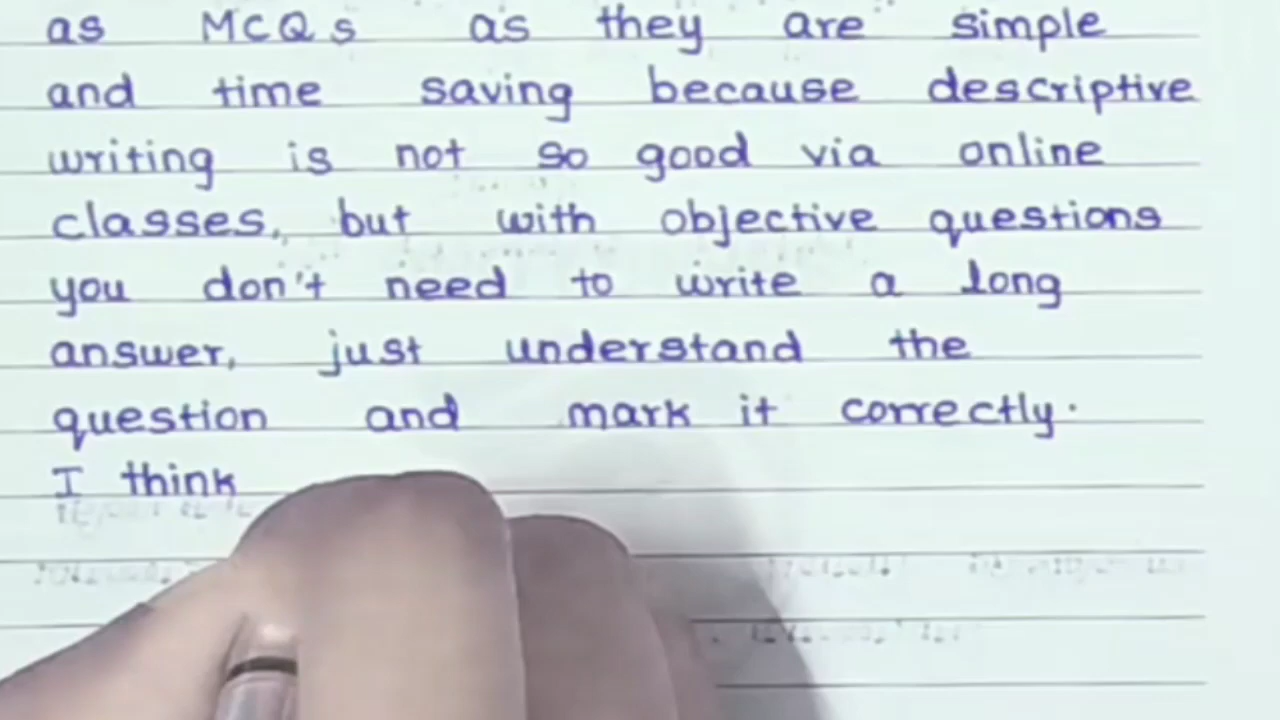 as MCQs as they are simple
and time saving because descriptive
writing is not so good via online
classes, but with objective questions
you don't need to write a long
answer, just understand the
question and mark it correctly.
I think